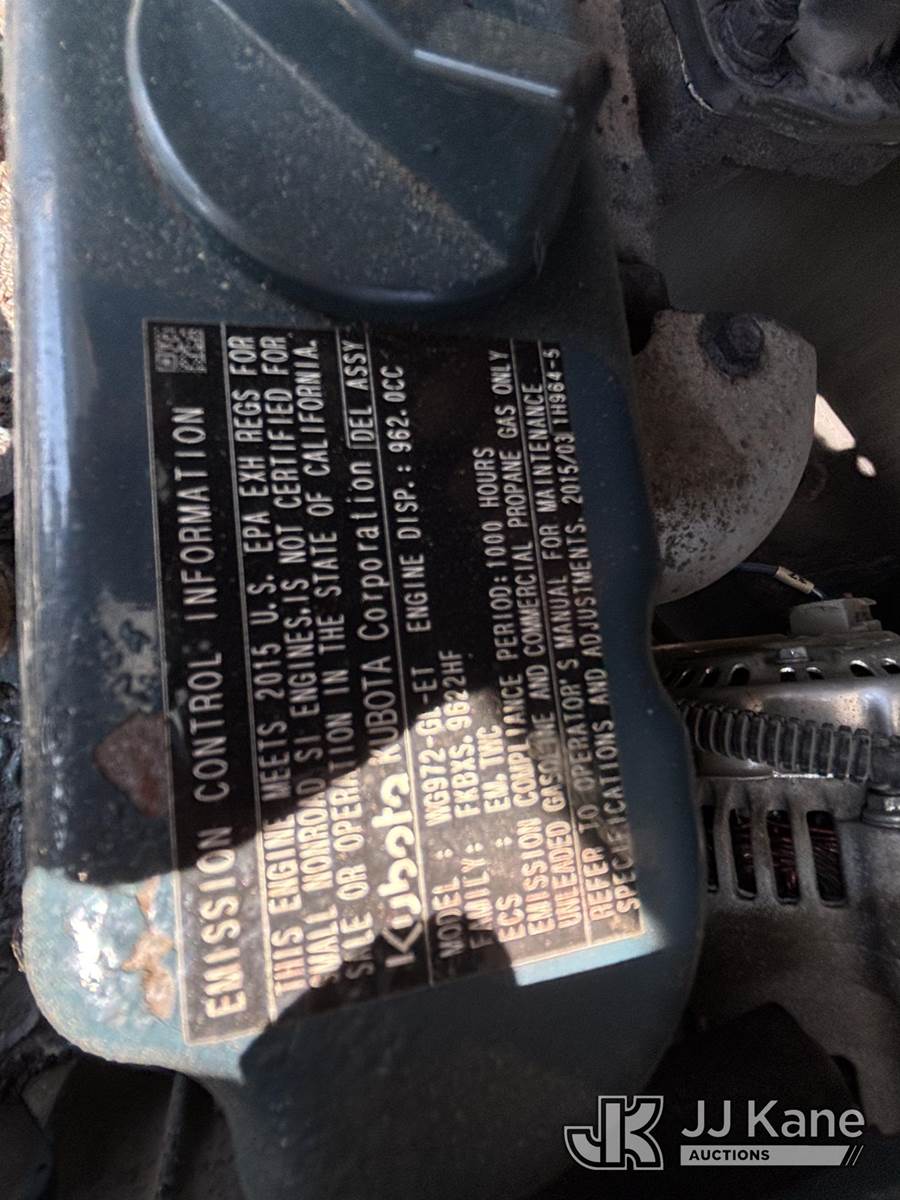 EMISSION CONTROL INFORMATION
THIS ENGINE MEETS 2015 U.S. EPA EXH REGS FOR
SMALL NONROAD SI ENGINES.IS NOT CERTIFIED FOR
SALE OR OPERATION IN THE STATE OF CALIFORNIA.
Kubota KUBOTA Corporation DEL ASSY
MODEL : WG972-GL-ET ENGINE DISP.: 962.0CC
FAMILY: FKBXS.9622HF
ECS : EM, TWC
EMISSION COMPLIANCE PERIOD: 1000 HOURS
UNLEADED GASOLINE AND COMMERCIAL PROPANE GAS ONLY
REFER TO OPERATOR'S MANUAL FOR MAINTENANCE
SPECIFICATIONS AND ADJUSTMENTS. 2015/03 1H964-5
JK JJ Kane
AUCTIONS